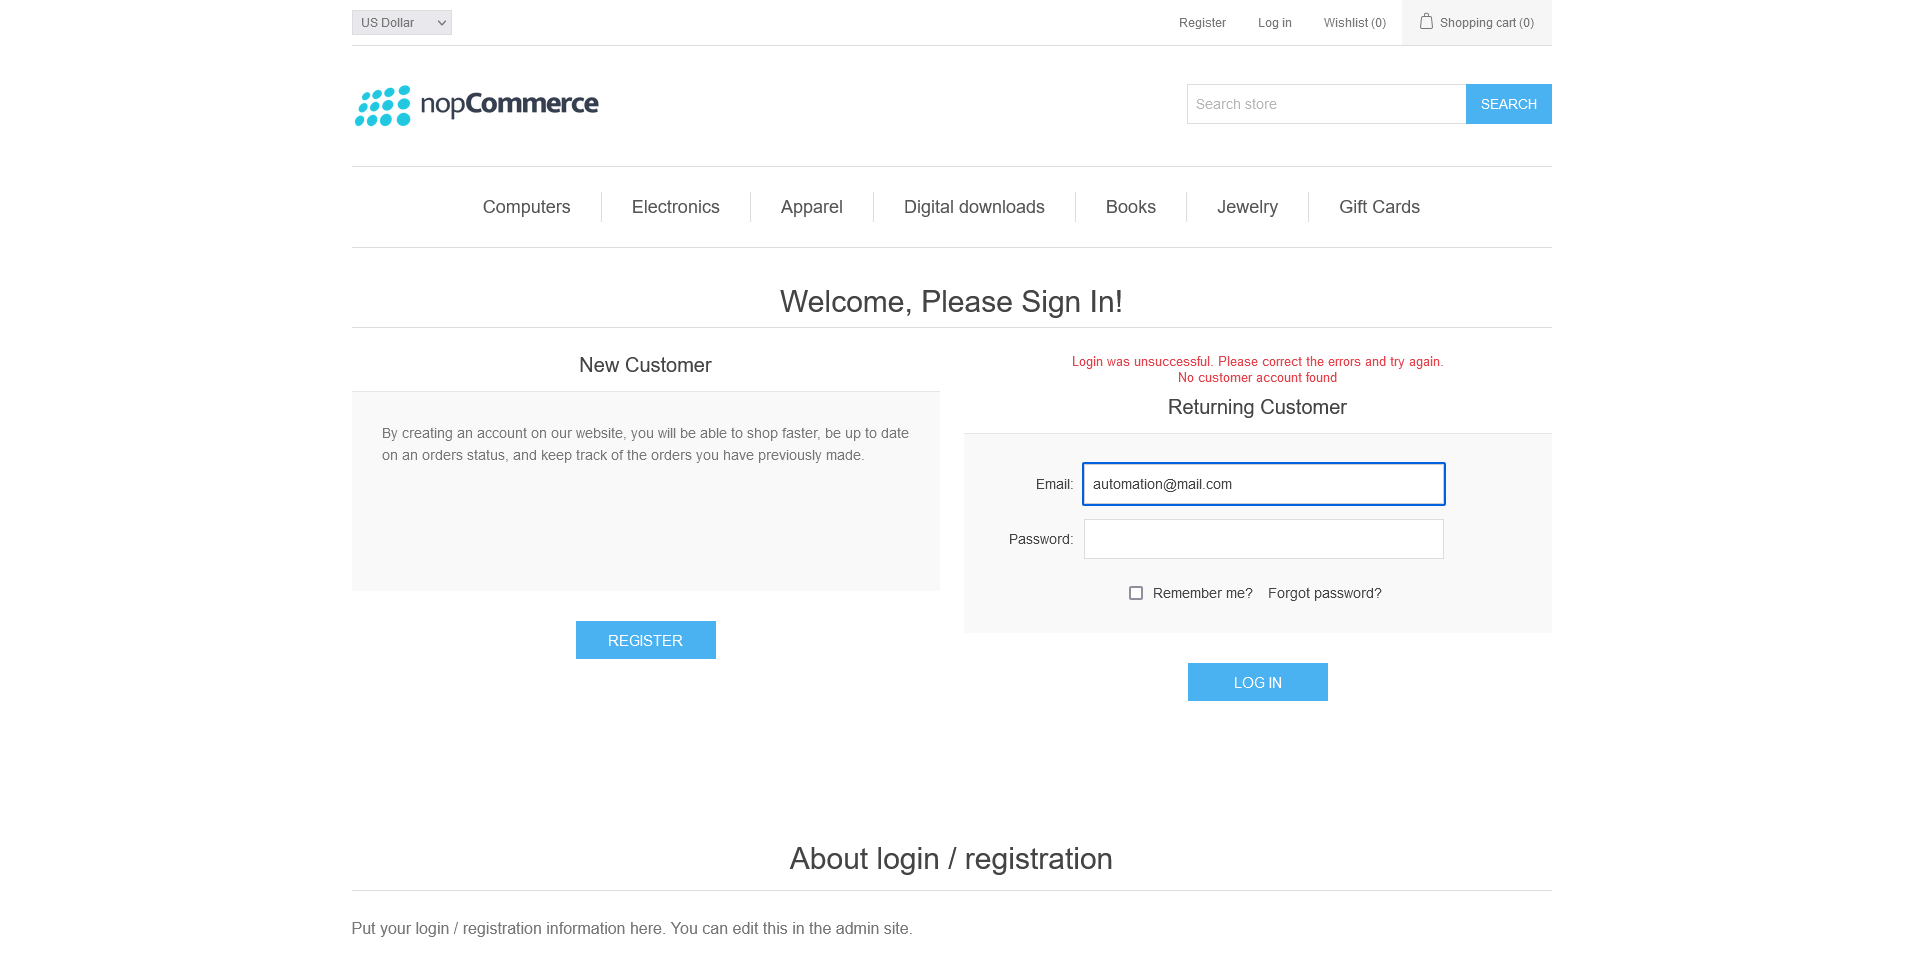 US Dollar
Register
Log in
Wishlist (0)
Shopping cart (0)
nopCommerce
Search store
SEARCH
Computers
Electronics
Apparel
Digital downloads
Books
Jewelry
Gift Cards
Welcome, Please Sign In!
New Customer
By creating an account on our website, you will be able to shop faster, be up to date
on an orders status, and keep track of the orders you have previously made.
REGISTER
Login was unsuccessful. Please correct the errors and try again.
No customer account found
Returning Customer
Email:
automation@mail.com
Password:
Remember me?
Forgot password?
LOG IN
About login / registration
Put your login / registration information here. You can edit this in the admin site.